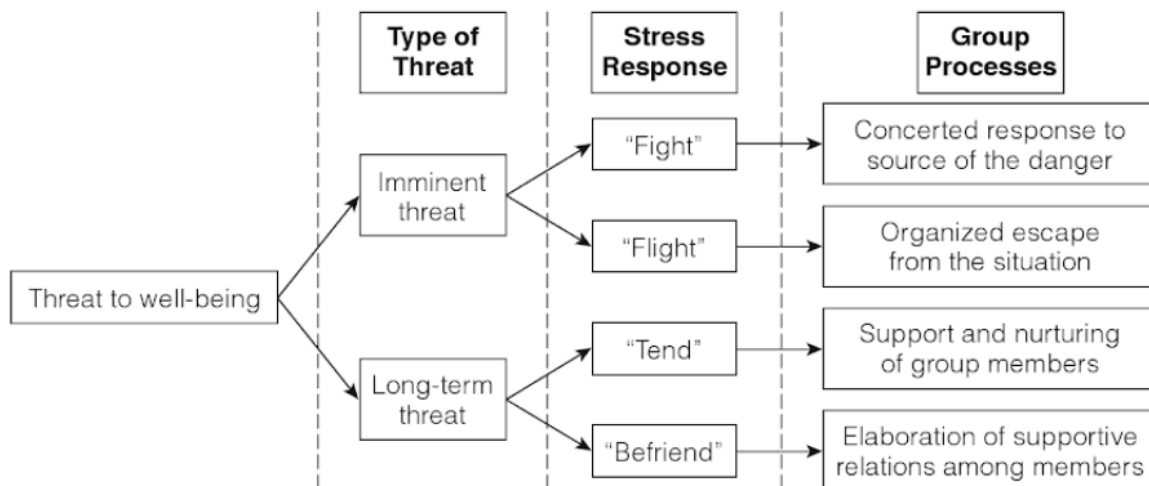 Type of
Threat
Stress
Response
Group
Processes
Threat to well-being
Imminent
threat
Long-term
threat
“Fight”
“Flight”
“Tend”
“Befriend”
Concerted response to
source of the danger
Organized escape
from the situation
Support and nurturing
of group members
Elaboration of supportive
relations among members